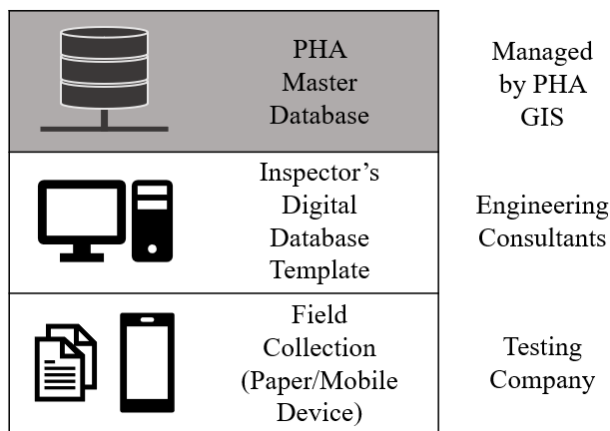 PHA
Master
Database
Managed
by PHA
GIS
Inspector's
Digital
Database
Template
Engineering
Consultants
Field
Collection
(Paper/Mobile
Device)
Testing
Company